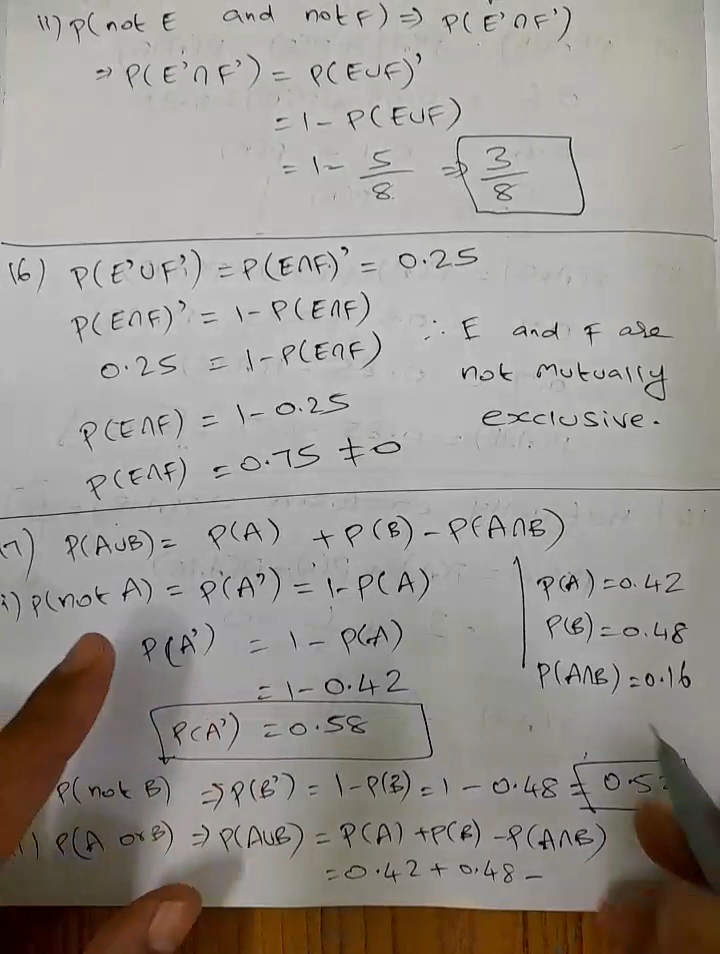 ii) P(not E and not F) ⇒ P(E'∩F')
⇒ P(E'∩F') = P(E∪F)'
= 1 - P(E∪F)
= 1 - 5/8 ⇒ 3/8
16) P(E'∪F') = P(E∩F)' = 0.25
P(E∩F)' = 1 - P(E∩F)
0.25 = 1 - P(E∩F)
P(E∩F) = 1 - 0.25
P(E∩F) = 0.75 ≠ 0
∴ E and F are
not mutually
exclusive.
7) P(A∪B) = P(A) + P(B) - P(A∩B)
i) P(not A) = P(A') = 1 - P(A)
P(A') = 1 - P(A)
= 1 - 0.42
P(A') = 0.58
P(A) = 0.42
P(B) = 0.48
P(A∩B) = 0.16
P(not B) ⇒ P(B') = 1 - P(B) = 1 - 0.48 =
) P(A or B) ⇒ P(A∪B) = P(A) + P(B) - P(A∩B)
= 0.42 + 0.48 -